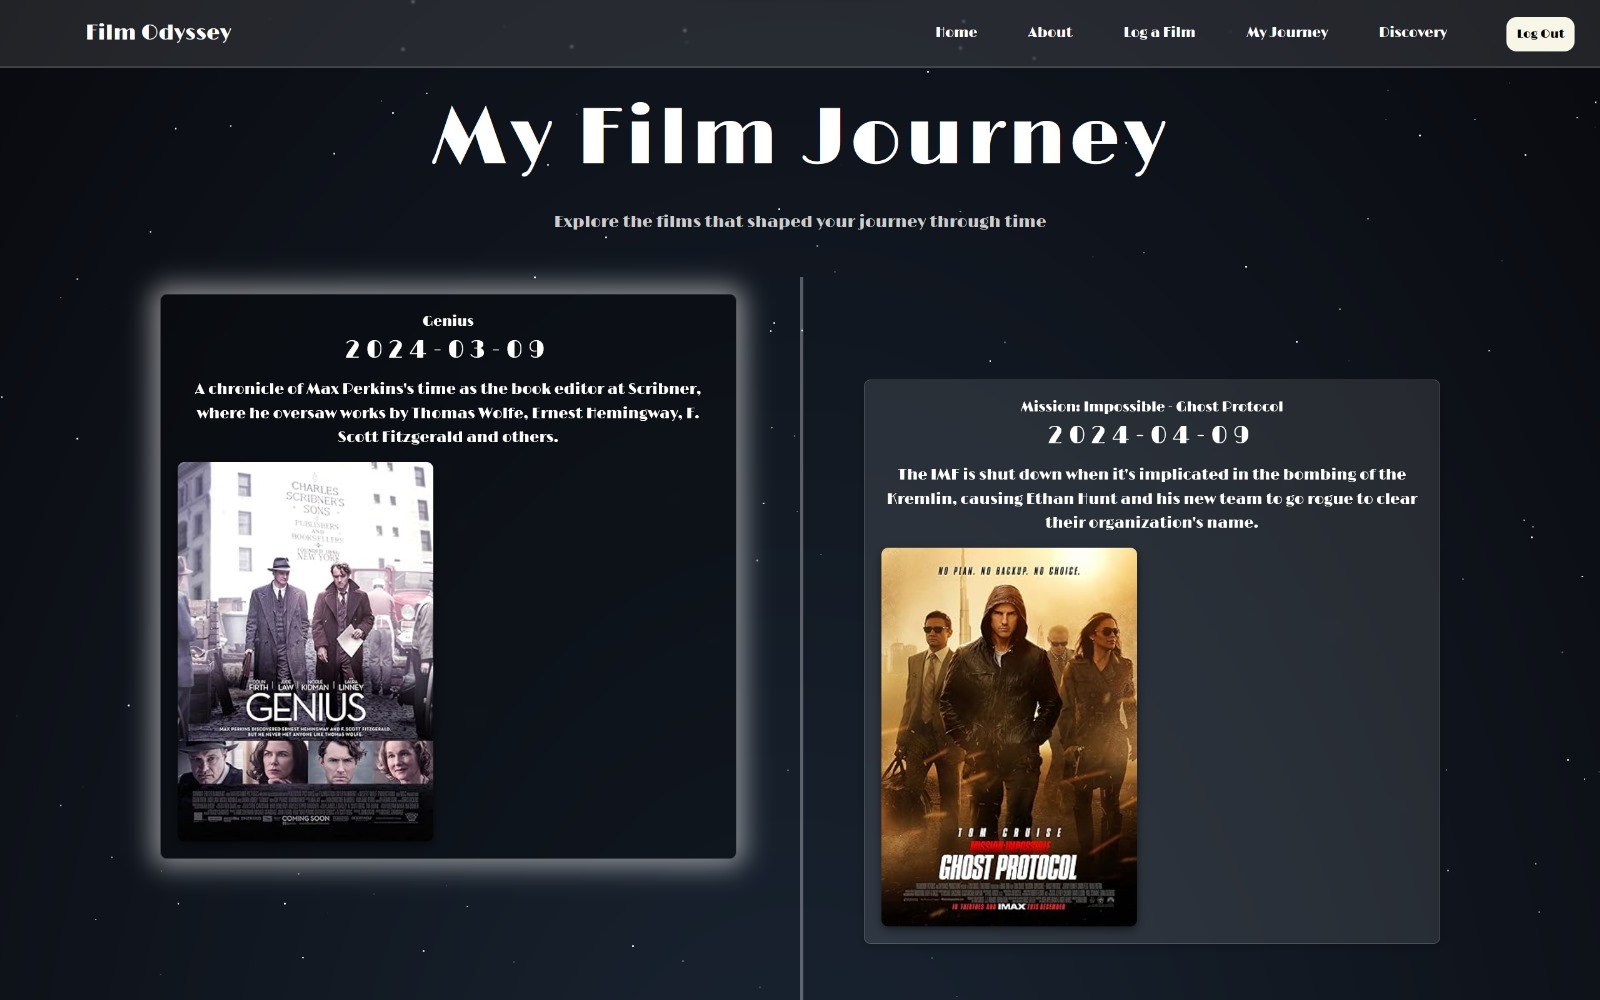 Film Odyssey
Home
About
Log a Film
My Journey
Discovery
Log Out
My Film Journey
Explore the films that shaped your journey through time
Genius
2024-03-09
A chronicle of Max Perkins's time as the book editor at Scribner,
where he oversaw works by Thomas Wolfe, Ernest Hemingway, F.
Scott Fitzgerald and others.
CHARLES
SCRIBNER'S
SONS
PUBLISHERS
AND
BOOKSELLERS
NEW YORK
COLIN FIRTH
JUDE LAW
NICOLE KIDMAN
LAURA LINNEY
GENIUS
MAX PERKINS DISCOVERED ERNEST HEMINGWAY AND F. SCOTT FITZGERALD.
BUT HE NEVER MET ANYONE LIKE THOMAS WOLFE.
COMING SOON
Mission: Impossible - Ghost Protocol
2024-04-09
The IMF is shut down when it's implicated in the bombing of the
Kremlin, causing Ethan Hunt and his new team to go rogue to clear
their organization's name.
NO PLAN. NO BACKUP. NO CHOICE.
TOM CRUISE
MISSION: IMPOSSIBLE
GHOST PROTOCOL
IN THEATRES AND IMAX THIS DECEMBER